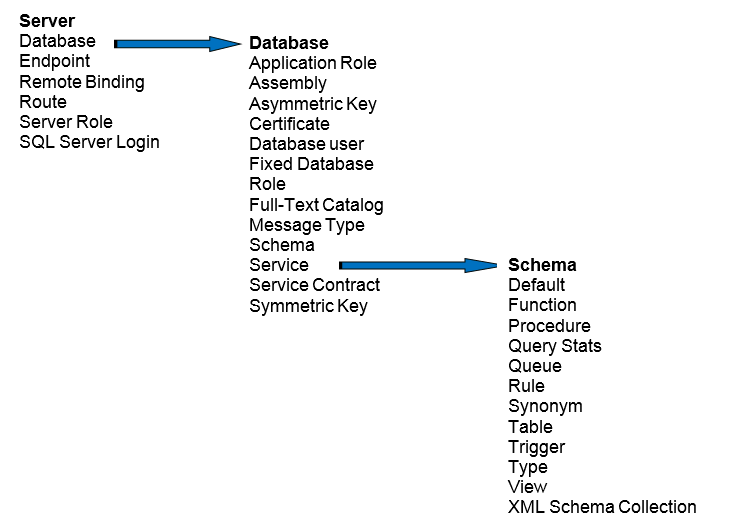 Server
Database
Endpoint
Remote Binding
Route
Server Role
SQL Server Login
Database
Application Role
Assembly
Asymmetric Key
Certificate
Database user
Fixed Database
Role
Full-Text Catalog
Message Type
Schema
Service
Service Contract
Symmetric Key
Schema
Default
Function
Procedure
Query Stats
Queue
Rule
Synonym
Table
Trigger
Type
View
XML Schema Collection